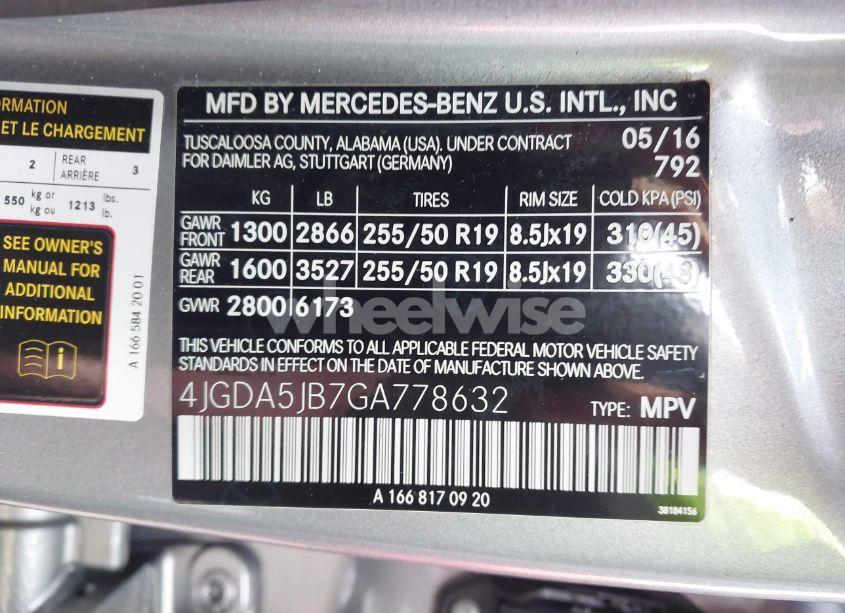 ORMATION
ET LE CHARGEMENT
2 REAR ARRIÈRE 3
550 kg or kg ou 1213 lbs. lb.
SEE OWNER'S
MANUAL FOR
ADDITIONAL
INFORMATION
A 166 584 20 01
MFD BY MERCEDES-BENZ U.S. INTL., INC
TUSCALOOSA COUNTY, ALABAMA (USA). UNDER CONTRACT
FOR DAIMLER AG, STUTTGART (GERMANY)
05/16
792
KG LB TIRES RIM SIZE COLD KPA(PSI)
GAWR FRONT 1300 2866 255/50 R19 8.5Jx19 310(45)
GAWR REAR 1600 3527 255/50 R19 8.5Jx19 330(48)
GVWR 2800 6173
wheelwise
THIS VEHICLE CONFORMS TO ALL APPLICABLE FEDERAL MOTOR VEHICLE SAFETY
STANDARDS IN EFFECT ON THE DATE OF MANUFACTURE SHOWN ABOVE.
4JGDA5JB7GA778632 TYPE: MPV
A 166 817 09 20
38184156